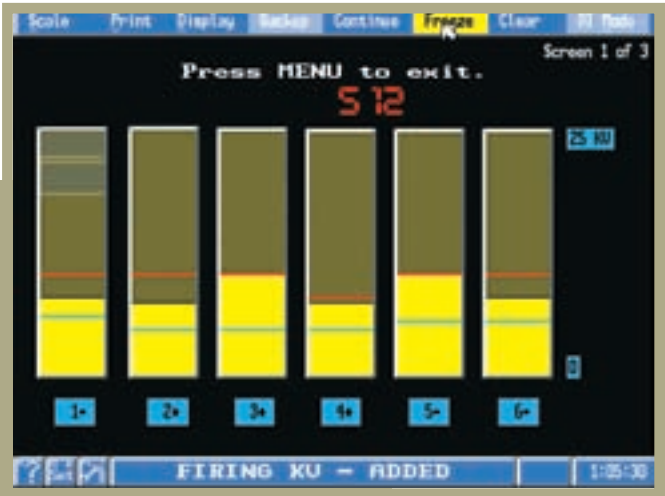 Scale Print Display Backup Continue Freeze Clear
Screen 1 of 3
Press MENU to exit.
512
25 KV
0
1- 2+ 3+ 4+ 5- 6-
? FIRING KV - ADDED 1:05:30